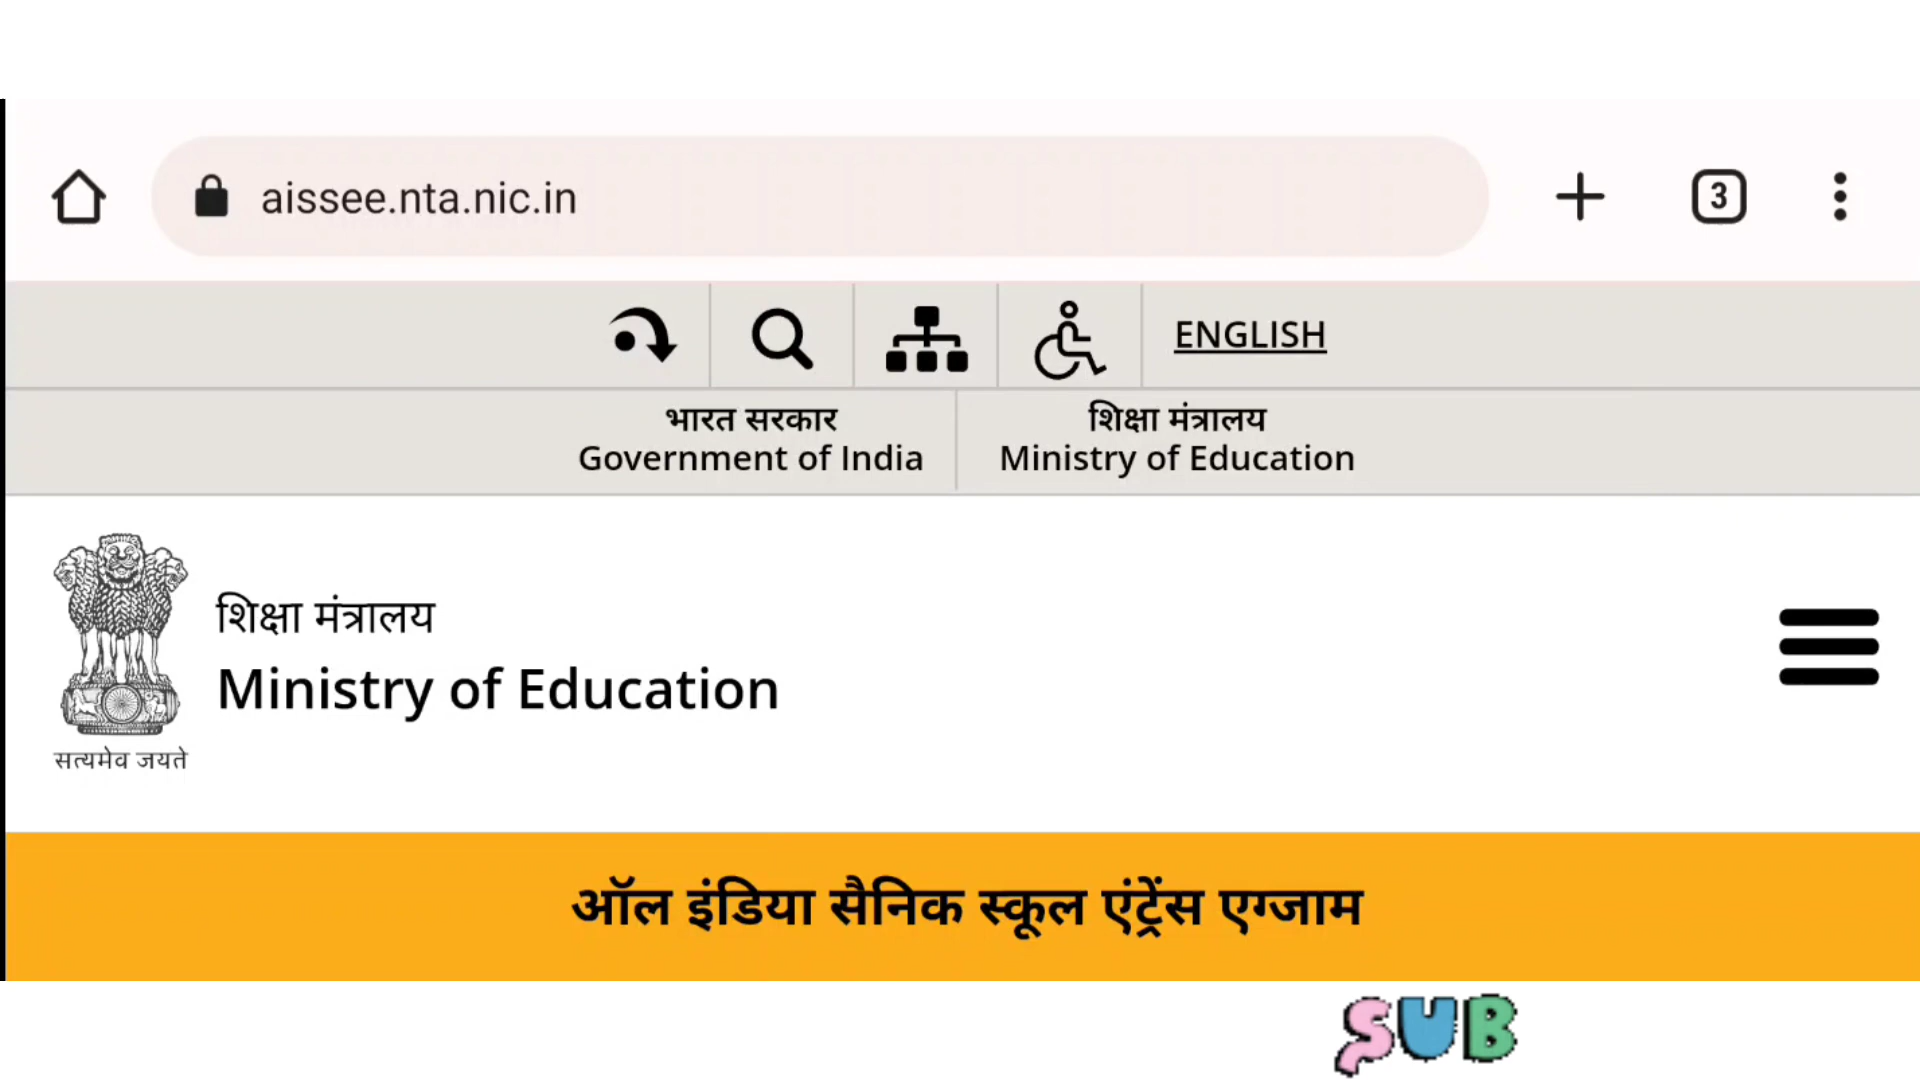 aissee.nta.nic.in
3
ENGLISH
भारत सरकार
Government of India
शिक्षा मंत्रालय
Ministry of Education
शिक्षा मंत्रालय
Ministry of Education
सत्यमेव जयते
ऑल इंडिया सैनिक स्कूल एंट्रेंस एग्जाम
SUB